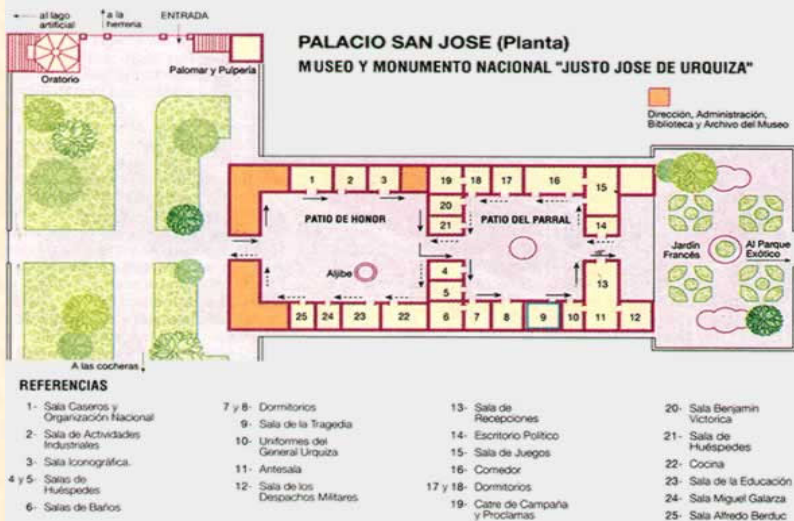 al lago
artificial
a la
herreria
ENTRADA
Oratorio
Palomar y Pulpería
PALACIO SAN JOSE (Planta)
MUSEO Y MONUMENTO NACIONAL "JUSTO JOSE DE URQUIZA"
Dirección, Administración,
Biblioteca y Archivo del Museo
1 2 3 19 18 17 16 15
20
21
14
PATIO DE HONOR
PATIO DEL PARRAL
Aljibe
Jardín
Francés
Al Parque
Exótico
4
5
13
25 24 23 22 6 7 8 9 10 11 12
A las cocheras
REFERENCIAS
1- Sala Caseros y
Organización Nacional
2- Sala de Actividades
Industriales
3- Sala Iconográfica.
4 y 5- Salas de
Huéspedes
6- Salas de Baños
7 y 8- Dormitorios
9- Sala de la Tragedia
10- Uniformes del
General Urquiza
11- Antesala
12- Sala de los
Despachos Militares
13- Sala de
Recepciones
14- Escritorio Político
15- Sala de Juegos
16- Comedor
17 y 18- Dormitorios
19- Catre de Campaña
y Proclamas
20- Sala Benjamin
Victorica
21- Sala de
Huéspedes
22- Cocina
23- Sala de la Educación
24- Sala Miguel Galarza
25- Sala Alfredo Berduc